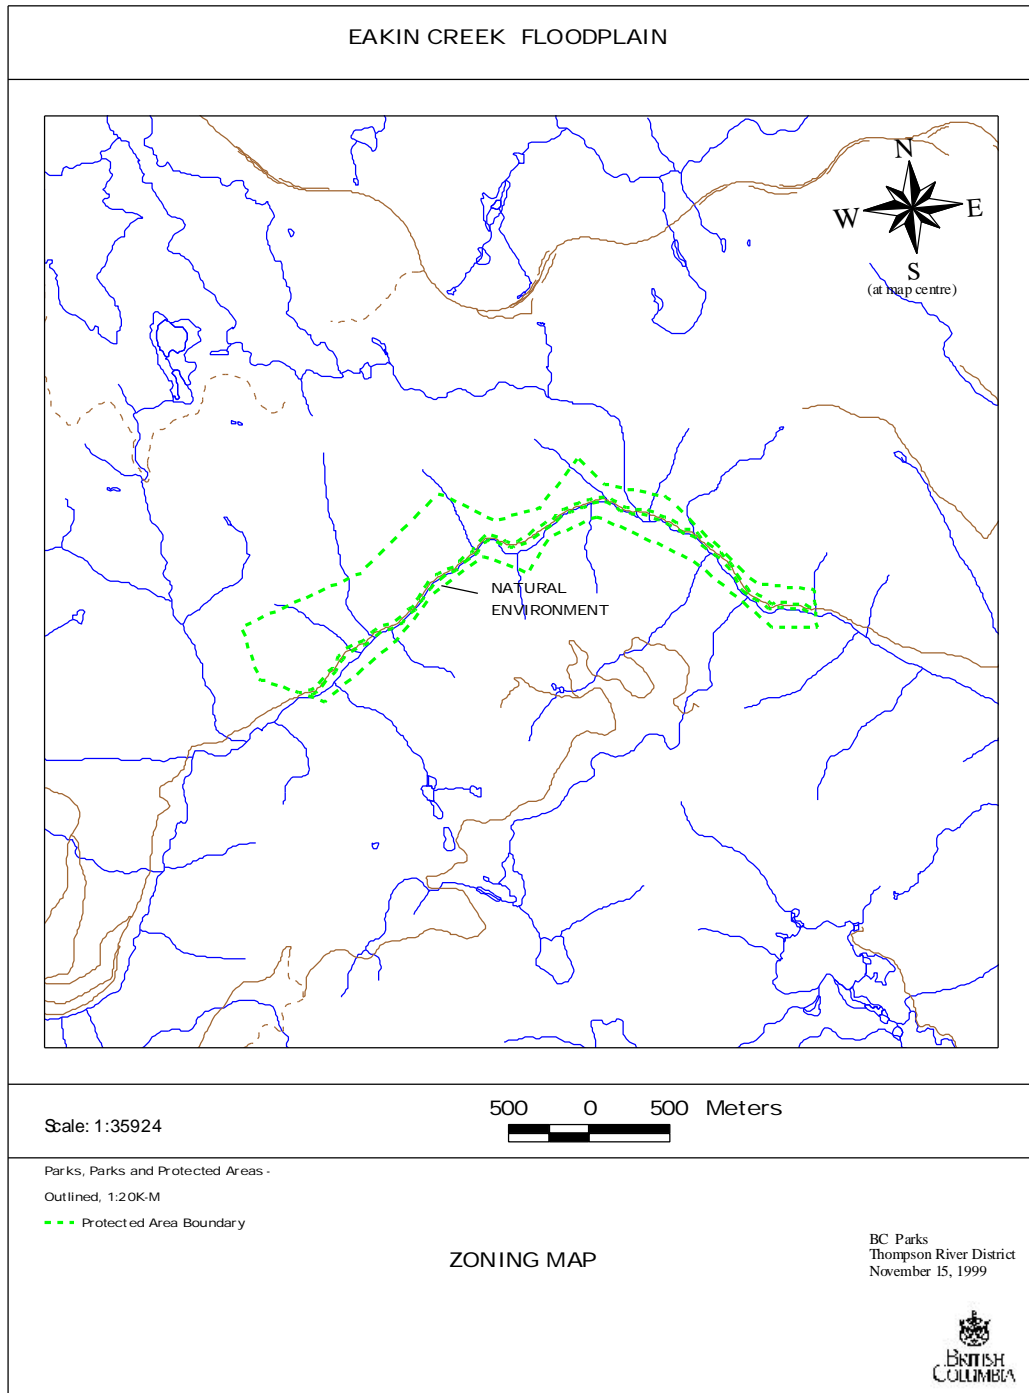 EAKIN CREEK FLOODPLAIN
N
W
E
S
(at map centre)
NATURAL
ENVIRONMENT
Scale: 1:35924
500 0 500 Meters
Parks, Parks and Protected Areas -
Outlined, 1:20K-M
Protected Area Boundary
ZONING MAP
BC Parks
Thompson River District
November 15, 1999
BRITISH
COLUMBIA